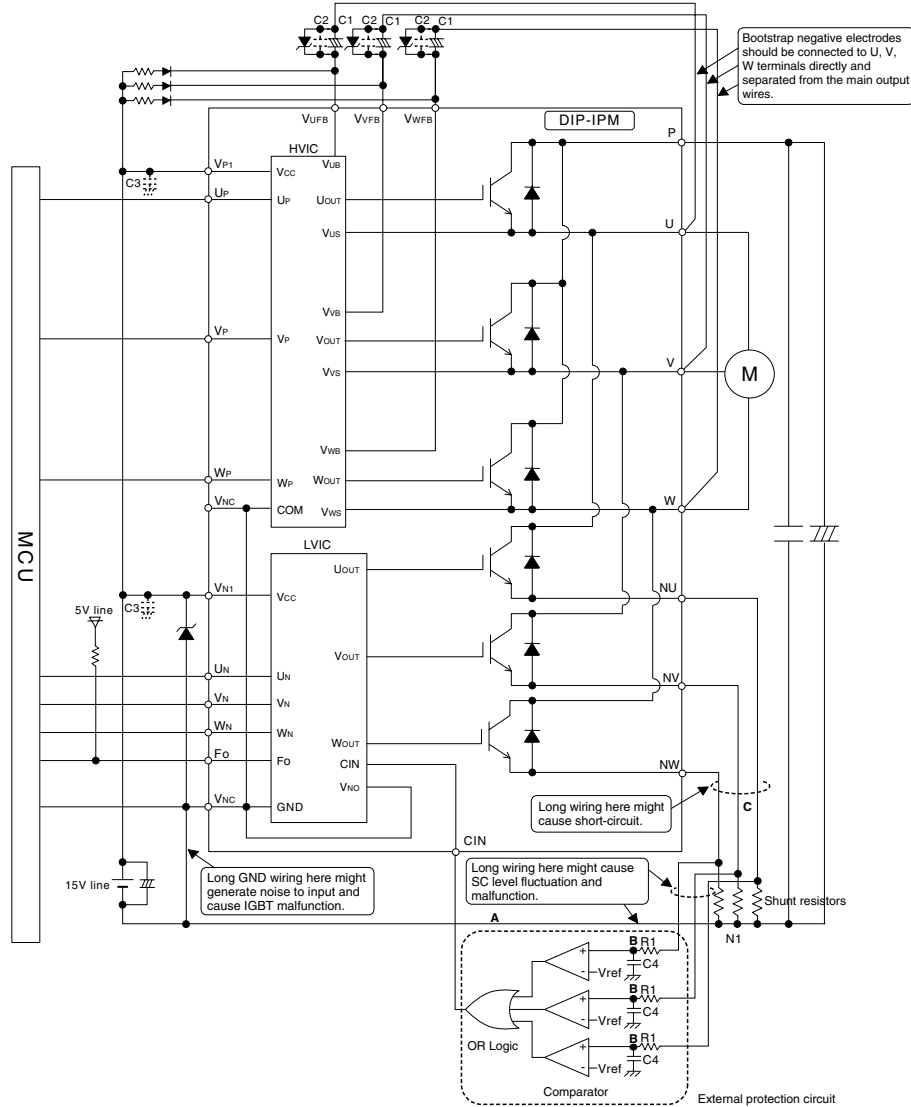 C2 C1 C2 C1 C2 C1
Bootstrap negative electrodes
should be connected to U, V,
W terminals directly and
separated from the main output
wires.
VUFB VVFB VWFB
DIP-IPM
P
HVIC
VP1
C3
VCC
VUB
UP
UP
UOUT
U
VUS
VVB
VP
VP
VOUT
V
VVS
M
VWB
WP
WP
WOUT
VNC
COM
VWS
W
MCU
LVIC
UOUT
VN1
C3
VCC
NU
5V line
VOUT
UN
UN
NV
VN
VN
WN
WN
WOUT
Fo
Fo
CIN
NW
VNO
VNC
GND
C
Long wiring here might
cause short-circuit.
CIN
15V line
Long GND wiring here might
generate noise to input and
cause IGBT malfunction.
Long wiring here might cause
SC level fluctuation and
malfunction.
Shunt resistors
A
N1
B R1
+
C4
-
Vref
B R1
+
C4
-
Vref
B R1
+
C4
-
Vref
OR Logic
Comparator
External protection circuit